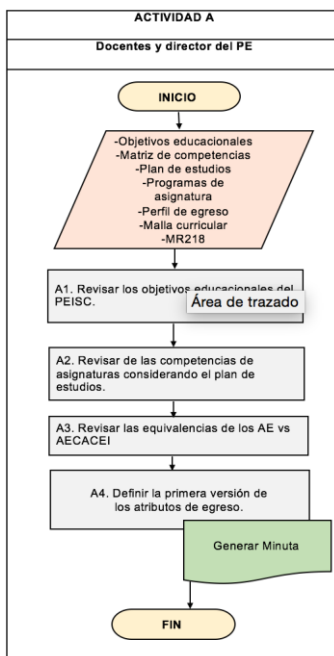 ACTIVIDAD A
Docentes y director del PE
INICIO
-Objetivos educacionales
-Matriz de competencias
-Plan de estudios
-Programas de
asignatura
-Perfil de egreso
-Malla curricular
-MR218
A1. Revisar los objetivos educacionales del
PEISC.
Área de trazado
A2. Revisar de las competencias de
asignaturas considerando el plan de
estudios.
A3. Revisar las equivalencias de los AE vs
AECACEI
A4. Definir la primera versión de
los atributos de egreso.
Generar Minuta
FIN